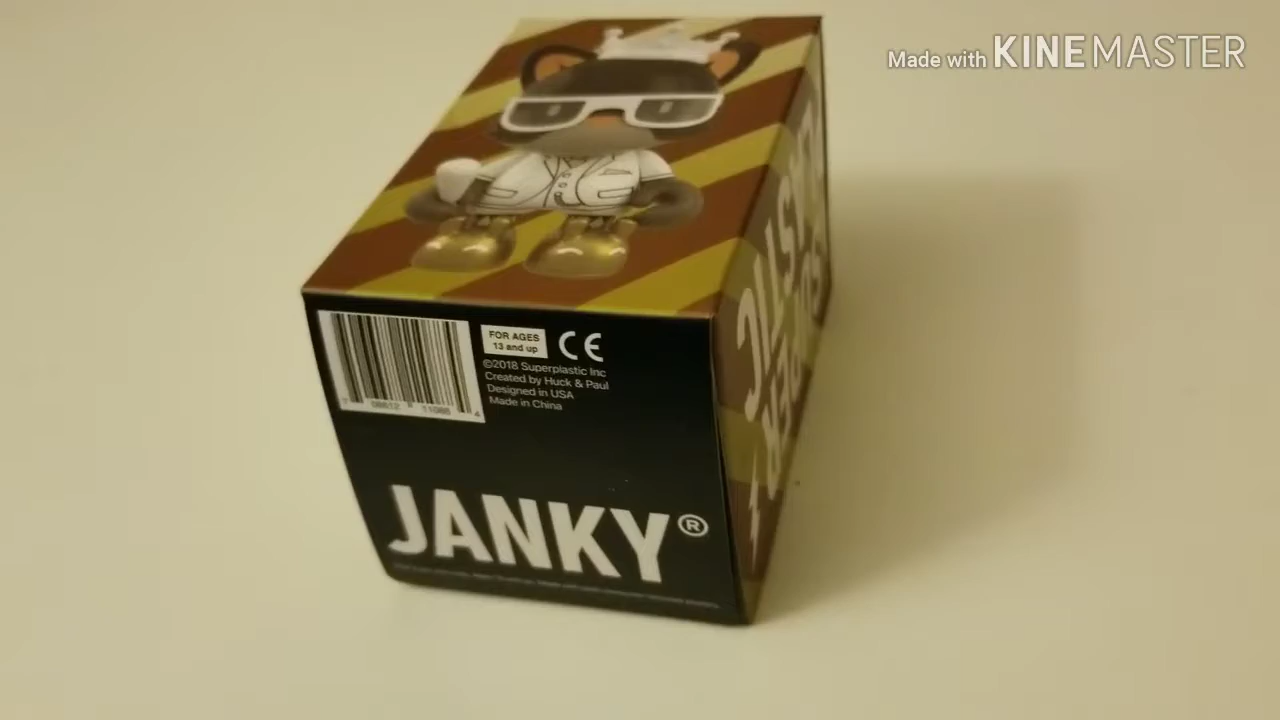 Made with KINEMASTER
SUPERPLASTIC
FOR AGES
13 and up
CE
©2018 Superplastic Inc
Created by Huck & Paul
Designed in USA
Made in China
JANKY®